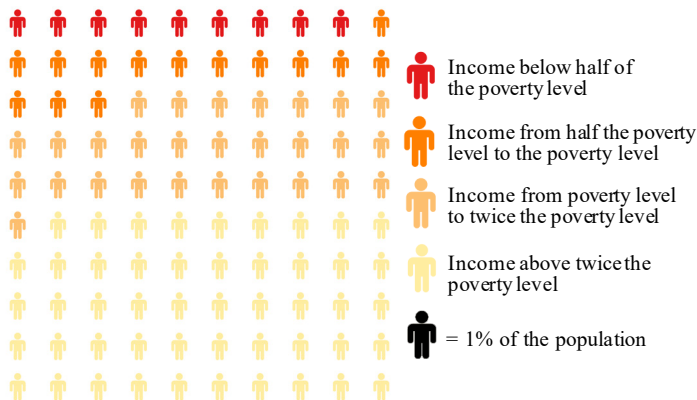 Income below half of
the poverty level
Income from half the poverty
level to the poverty level
Income from poverty level
to twice the poverty level
Income above twice the
poverty level
= 1% of the population